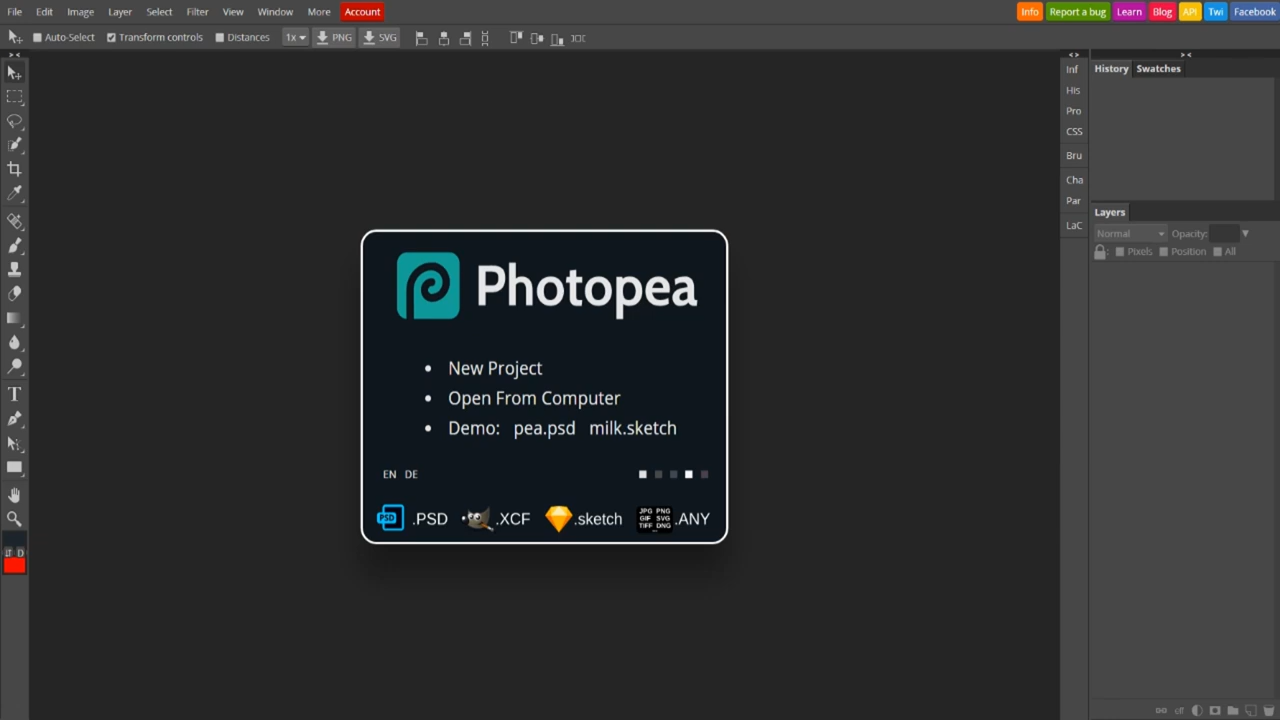 File Edit Image Layer Select Filter View Window More Account Info Report a bug Learn Blog API Twi Facebook
Auto-Select Transform controls Distances 1x PNG SVG
> < < > > <
Inf
His
Pro
CSS
Bru
Cha
Par
LaC
History Swatches
Layers
Normal Opacity:
: Pixels Position All
Photopea
New Project
Open From Computer
Demo: pea.psd milk.sketch
EN DE
PSD .PSD .XCF .sketch JPG PNG GIF SVG TIFF DNG .ANY
T
D
eff